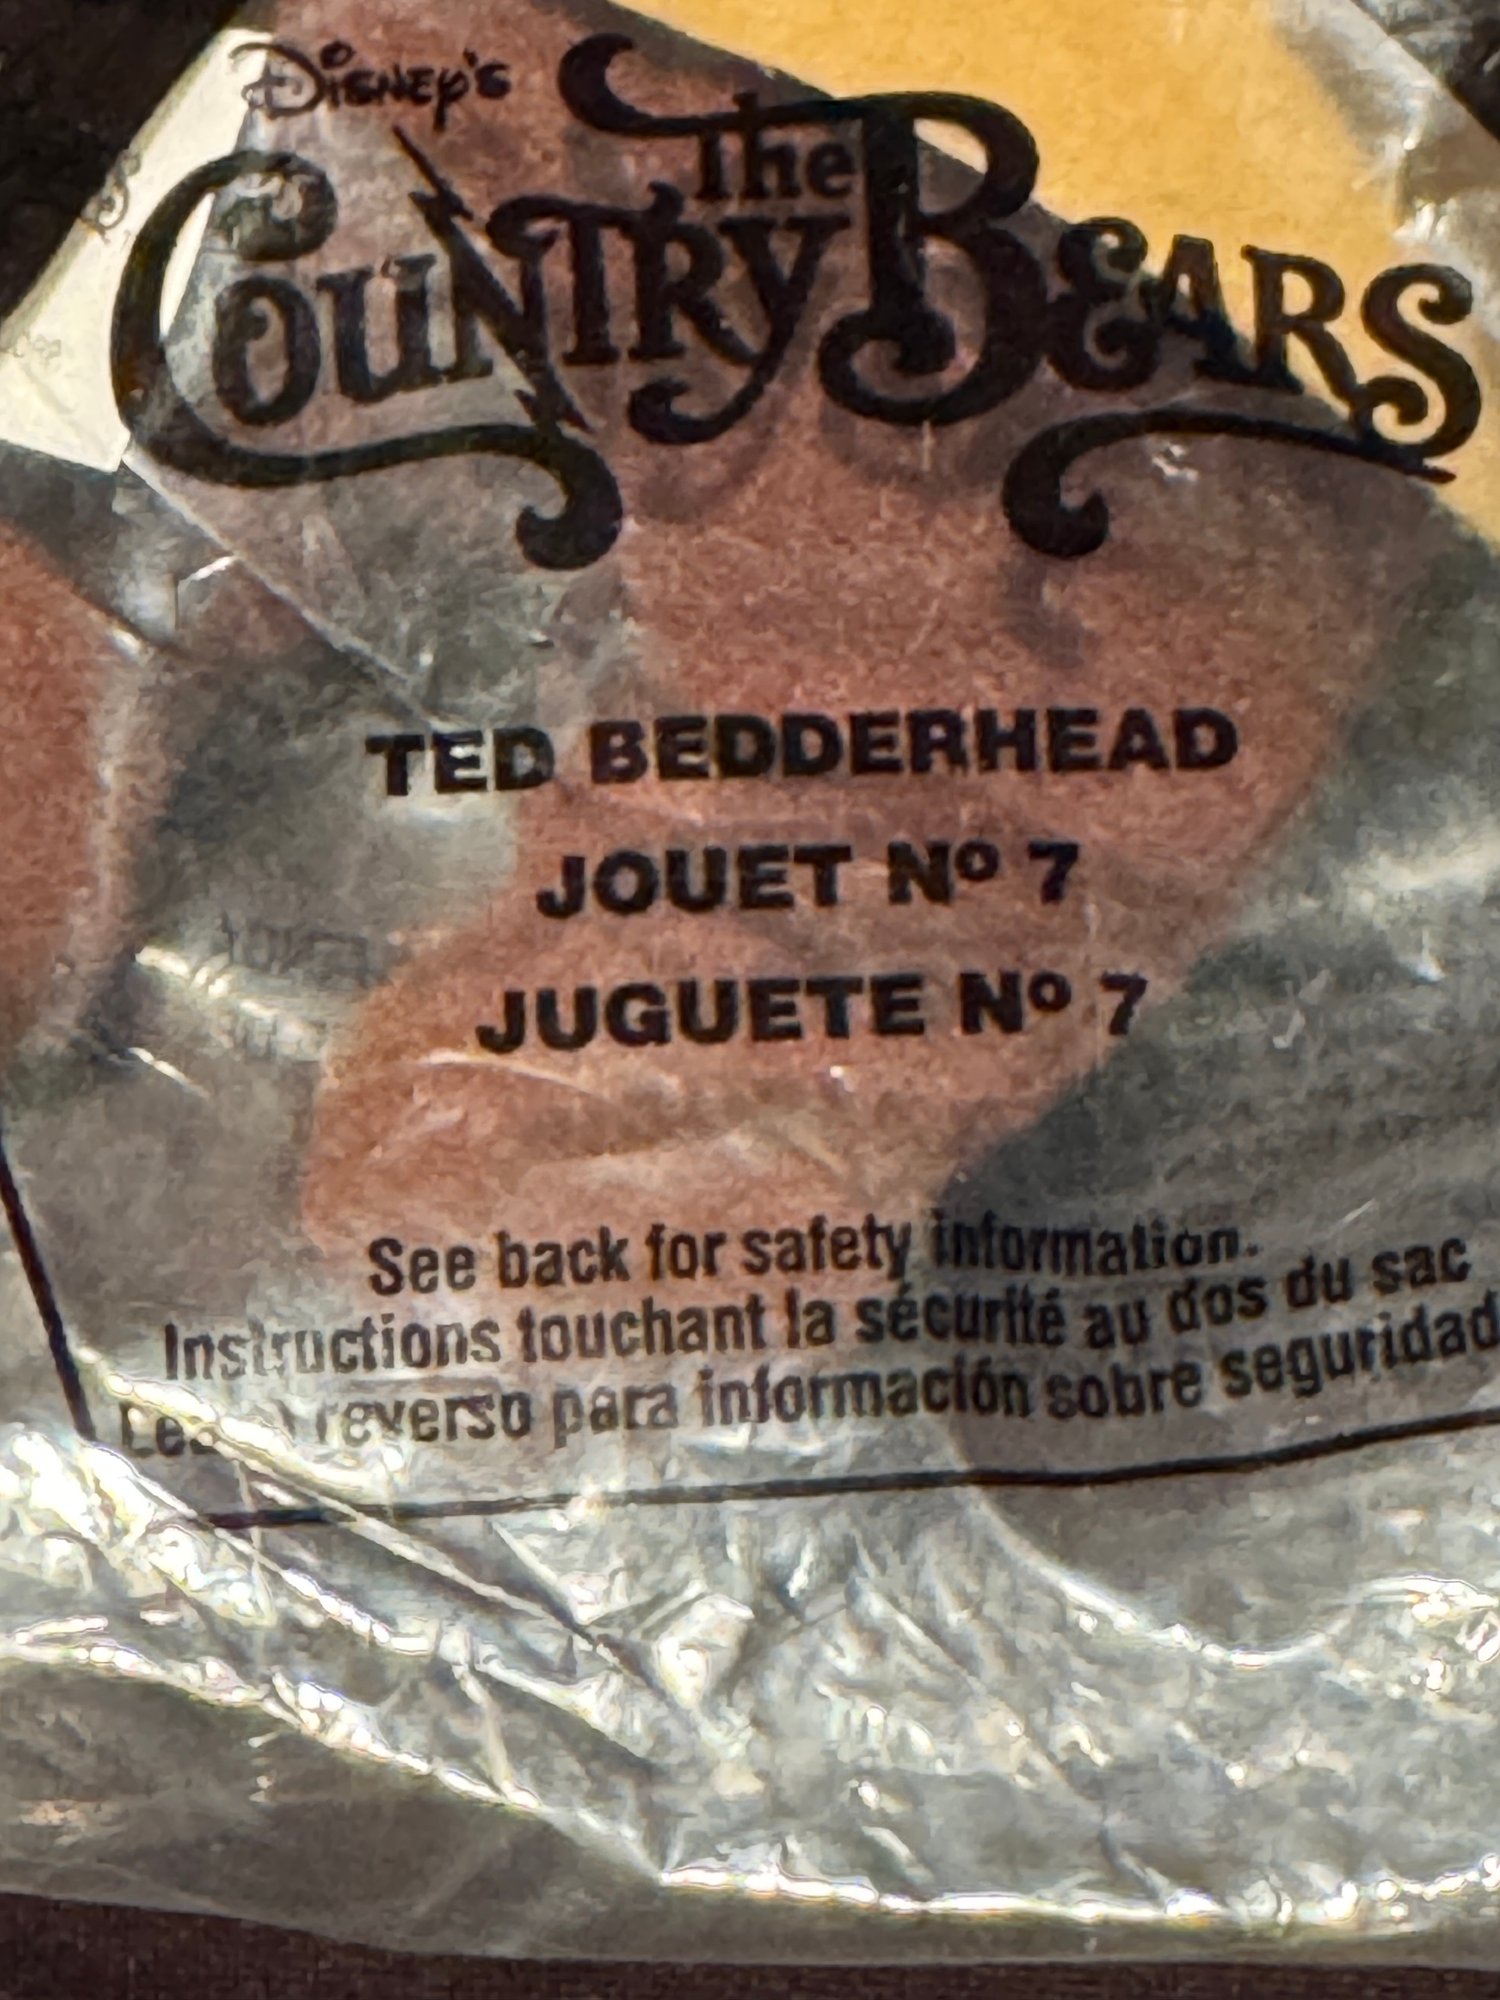 Disney's
The
Country Bears
TED BEDDERHEAD
JOUET Nº 7
JUGUETE Nº 7
See back for safety information.
Instructions touchant la sécurité au dos du sac
reverso para información sobre seguridad